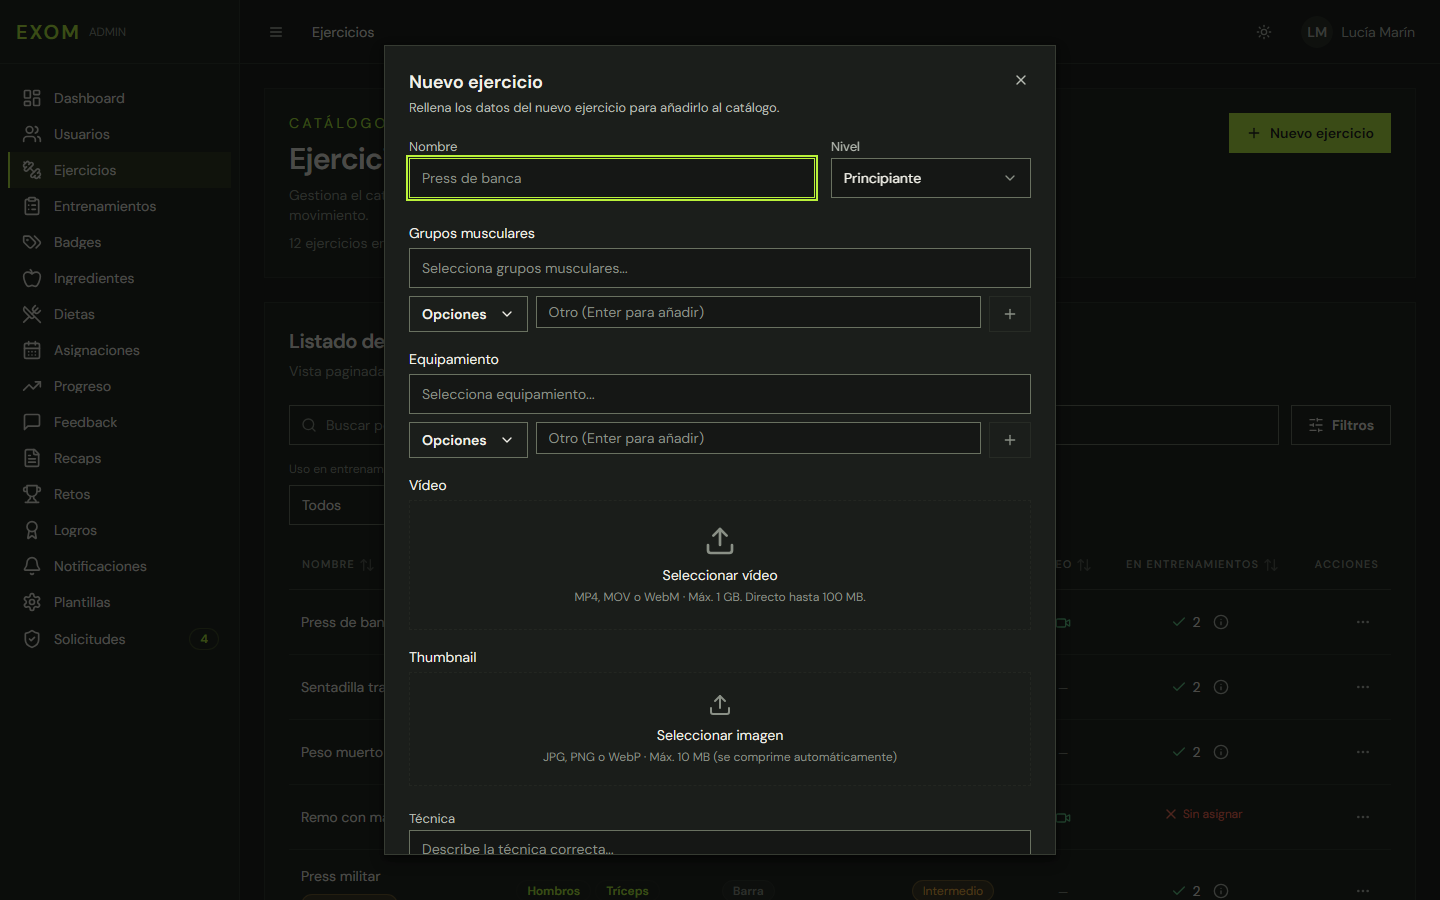 EXOM ADMIN
Ejercicios
LM Lucía Marín
Dashboard
Usuarios
Ejercicios
Entrenamientos
Badges
Ingredientes
Dietas
Asignaciones
Progreso
Feedback
Recaps
Retos
Logros
Notificaciones
Plantillas
Solicitudes 4
CATÁLOGO
Ejercic
Gestiona el cat
movimiento.
12 ejercicios en
+ Nuevo ejercicio
Listado de
Vista paginada
Buscar p
Filtros
Uso en entrenam
Todos
NOMBRE
EO
EN ENTRENAMIENTOS
ACCIONES
Press de ban
2
Sentadilla tra
– 2
Peso muerto
– 2
Remo con ma
Sin asignar
Press militar
Hombros Triceps Barra Intermedio – 2
Nuevo ejercicio
Rellena los datos del nuevo ejercicio para añadirlo al catálogo.
Nombre
Press de banca
Nivel
Principiante
Grupos musculares
Selecciona grupos musculares...
Opciones
Otro (Enter para añadir)
+
Equipamiento
Selecciona equipamiento...
Opciones
Otro (Enter para añadir)
+
Vídeo
Seleccionar vídeo
MP4, MOV o WebM · Máx. 1 GB. Directo hasta 100 MB.
Thumbnail
Seleccionar imagen
JPG, PNG o WebP · Máx. 10 MB (se comprime automáticamente)
Técnica
Describe la técnica correcta...